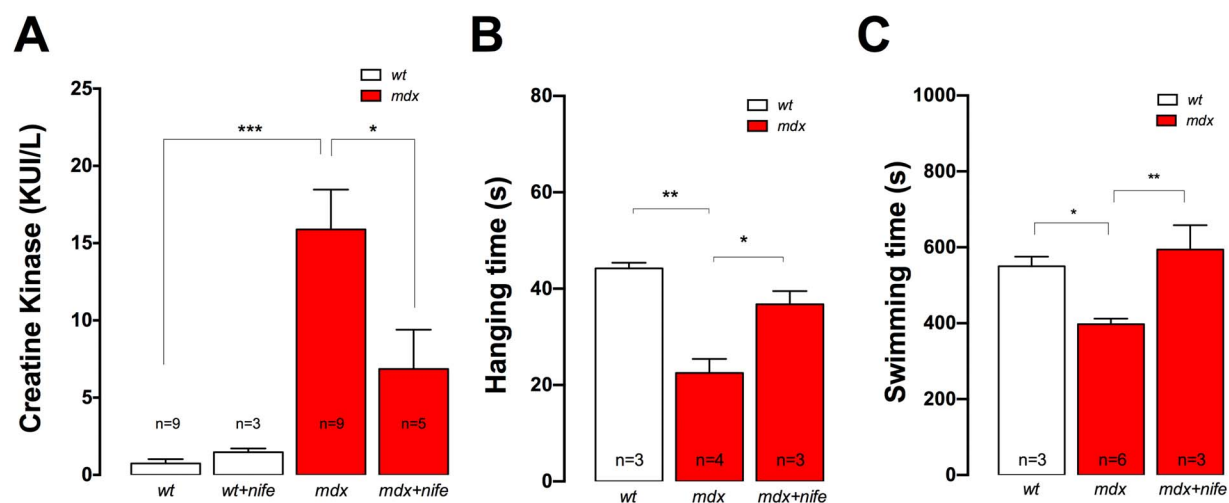 A
Creatine Kinase (KUI/L)
25
20
15
10
5
0
wt
mdx
***
*
n=9
n=3
n=9
n=5
wt
wt+nife
mdx
mdx+nife
B
Hanging time (s)
80
60
40
20
0
wt
mdx
**
*
n=3
n=4
n=3
wt
mdx
mdx+nife
C
Swimming time (s)
1000
800
600
400
200
0
wt
mdx
*
**
n=3
n=6
n=3
wt
mdx
mdx+nife